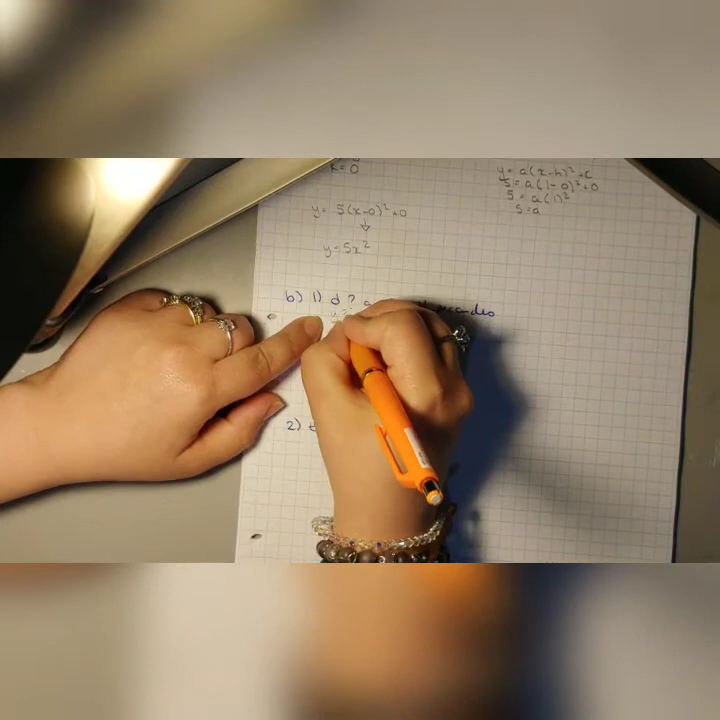 k=0
y = a(x-h)²+c
5 = a(1-0)²+0
5 = a(1)²
5=a
y= 5(x-0)²+0
↓
y=5x²
b) 1) d?
2) t